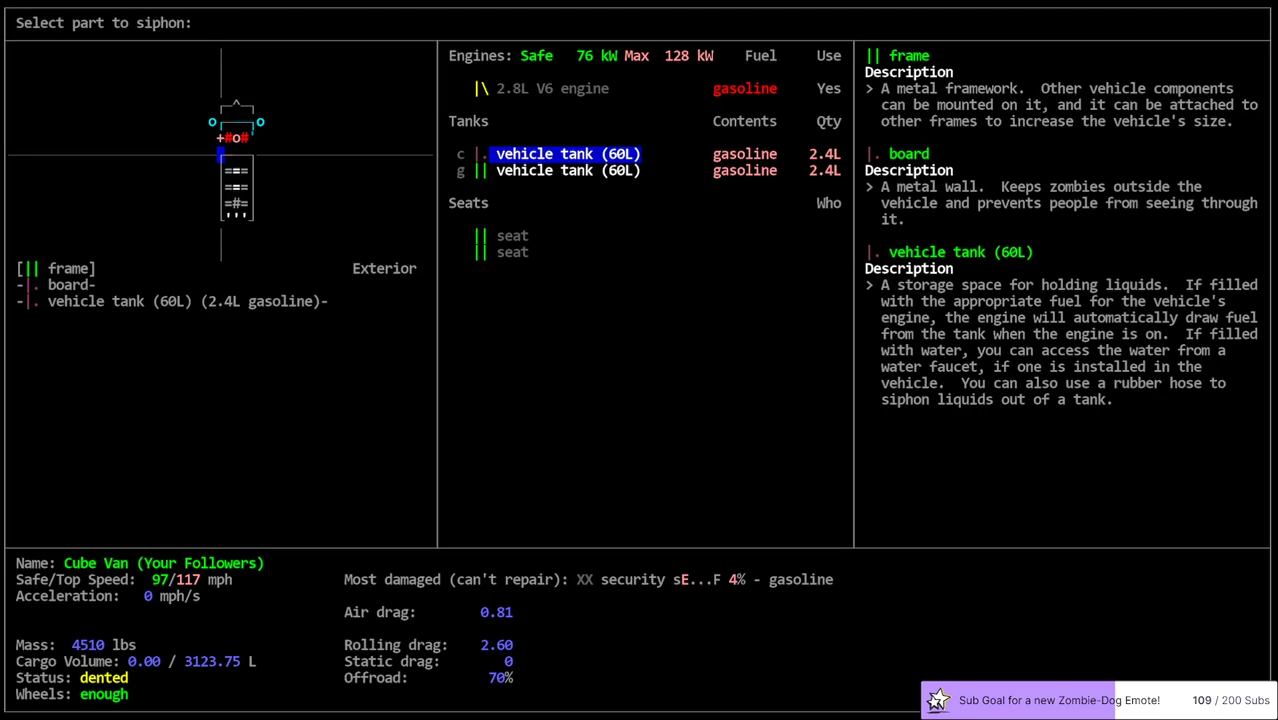 Select part to siphon:
Engines: Safe 76 kW Max 128 kW Fuel Use
|\ 2.8L V6 engine gasoline Yes
Tanks Contents Qty
c |. vehicle tank (60L) gasoline 2.4L
g || vehicle tank (60L) gasoline 2.4L
Seats Who
|| seat
|| seat
^
o o
+#o#
===
===
=#=
'''
[|| frame] Exterior
-|. board-
-|. vehicle tank (60L) (2.4L gasoline)-
|| frame
Description
> A metal framework. Other vehicle components
can be mounted on it, and it can be attached to
other frames to increase the vehicle's size.
|. board
Description
> A metal wall. Keeps zombies outside the
vehicle and prevents people from seeing through
it.
|. vehicle tank (60L)
Description
> A storage space for holding liquids. If filled
with the appropriate fuel for the vehicle's
engine, the engine will automatically draw fuel
from the tank when the engine is on. If filled
with water, you can access the water from a
water faucet, if one is installed in the
vehicle. You can also use a rubber hose to
siphon liquids out of a tank.
Name: Cube Van (Your Followers)
Safe/Top Speed: 97/117 mph
Acceleration: 0 mph/s
Mass: 4510 lbs
Cargo Volume: 0.00 / 3123.75 L
Status: dented
Wheels: enough
Most damaged (can't repair): XX security sE...F 4% - gasoline
Air drag: 0.81
Rolling drag: 2.60
Static drag: 0
Offroad: 70%
Sub Goal for a new Zombie-Dog Emote! 109 / 200 Subs